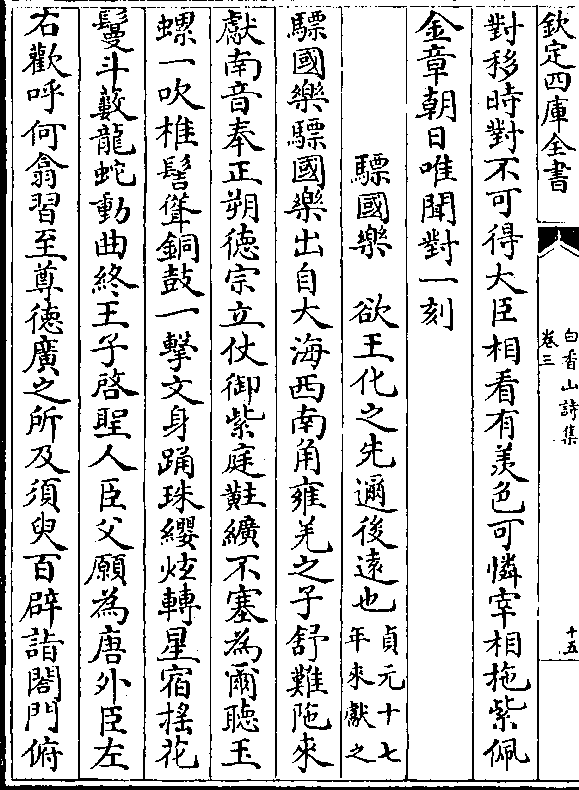 欽定四庫全書
白香山詩集
卷三
十五
對移時對不可得大臣相看有羨色可憐宰相拖紫佩
金章朝日唯聞對一刻
驃國樂 欲王化之先邇後遠也貞元十七
年來獻之
驃國樂驃國樂出自大海西南角雍羌之子舒難陁來
獻南音奉正朔德宗立仗御紫庭黈纊不塞為爾聽玉
螺一吹椎髻聳銅鼓一擊文身踊珠纓炫轉星宿搖花
鬘斗藪龍蛇動曲終王子啓聖人臣父願為唐外臣左
右歡呼何翕習至尊德廣之所及須臾百辟詣閤門俯